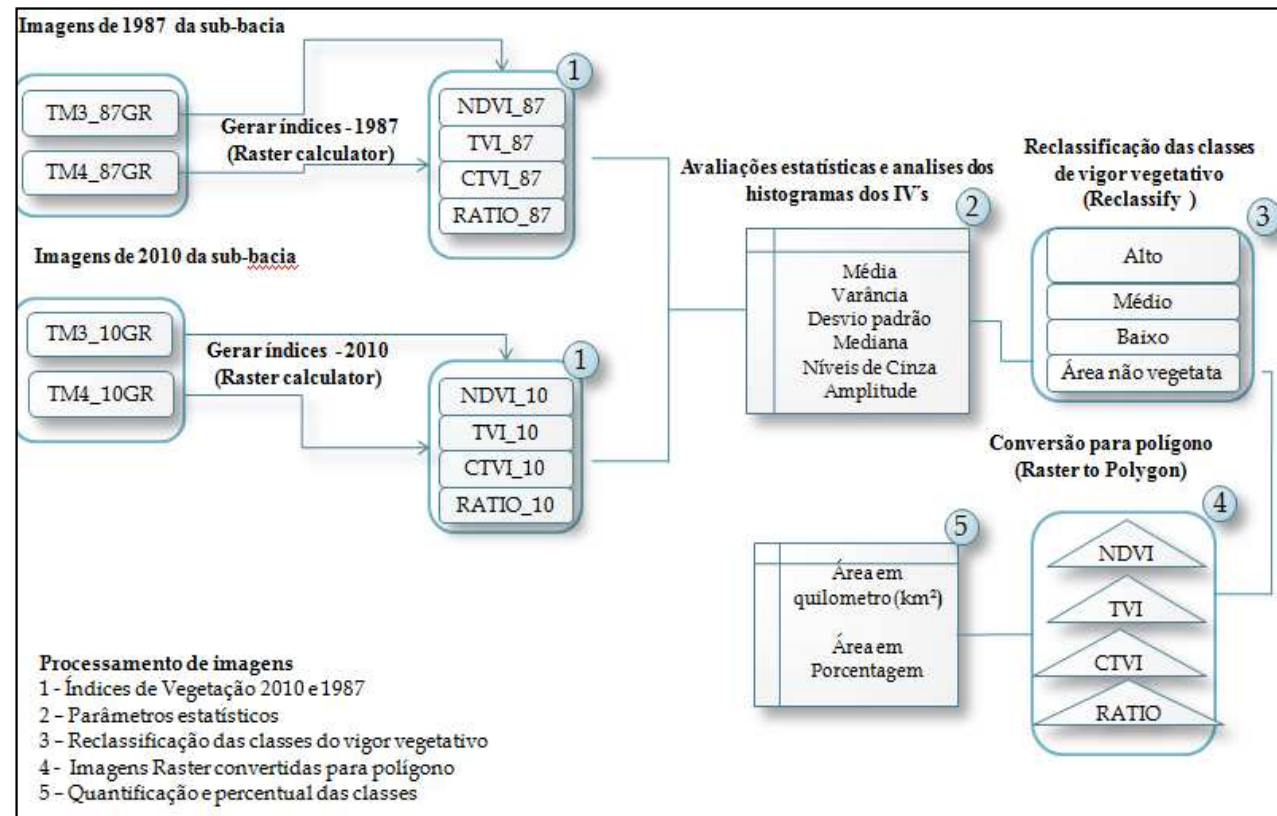 Imagens de 1987 da sub-bacia
TM3_87GR
TM4_87GR
Gerar índices - 1987
(Raster calculator)
1
NDVI_87
TVI_87
CTVI_87
RATIO_87
Imagens de 2010 da sub-bacia
TM3_10GR
TM4_10GR
Gerar índices - 2010
(Raster calculator)
1
NDVI_10
TVI_10
CTVI_10
RATIO_10
Avaliações estatísticas e analises dos
histogramas dos IV´s
2
Média
Varância
Desvio padrão
Mediana
Níveis de Cinza
Amplitude
Reclassificação das classes
de vigor vegetativo
(Reclassify )
3
Alto
Médio
Baixo
Área não vegetata
Conversão para polígono
(Raster to Polygon)
4
NDVI
TVI
CTVI
RATIO
5
Área em
quilometro (km²)
Área em
Porcentagem
Processamento de imagens
1 - Índices de Vegetação 2010 e 1987
2 – Parâmetros estatísticos
3 – Reclassificação das classes do vigor vegetativo
4 - Imagens Raster convertidas para polígono
5 – Quantificação e percentual das classes